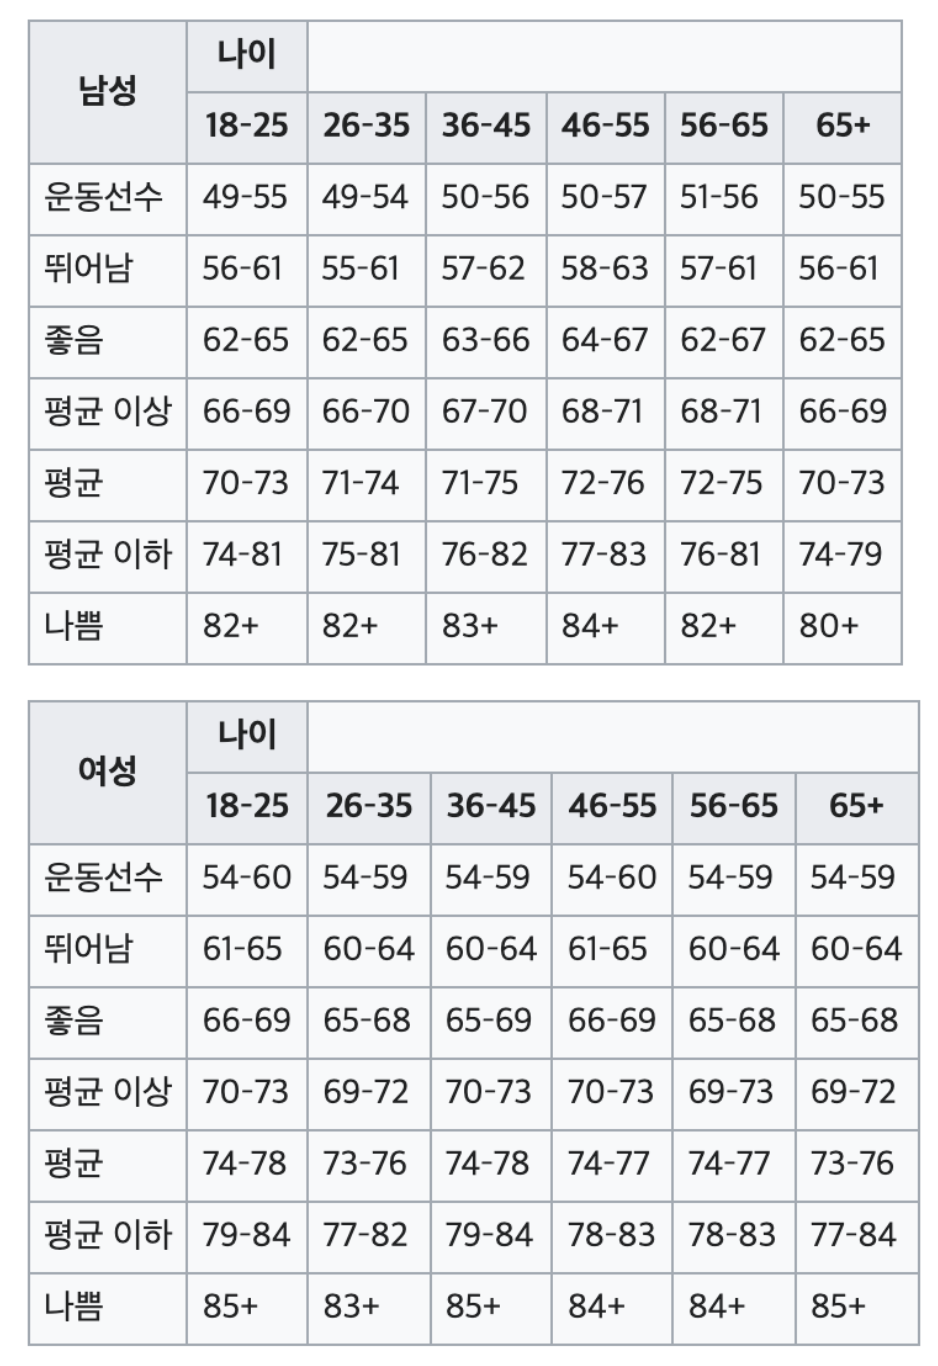 남성 나이
18-25 26-35 36-45 46-55 56-65 65+
운동선수 49-55 49-54 50-56 50-57 51-56 50-55
뛰어남 56-61 55-61 57-62 58-63 57-61 56-61
좋음 62-65 62-65 63-66 64-67 62-67 62-65
평균 이상 66-69 66-70 67-70 68-71 68-71 66-69
평균 70-73 71-74 71-75 72-76 72-75 70-73
평균 이하 74-81 75-81 76-82 77-83 76-81 74-79
나쁨 82+ 82+ 83+ 84+ 82+ 80+
여성 나이
18-25 26-35 36-45 46-55 56-65 65+
운동선수 54-60 54-59 54-59 54-60 54-59 54-59
뛰어남 61-65 60-64 60-64 61-65 60-64 60-64
좋음 66-69 65-68 65-69 66-69 65-68 65-68
평균 이상 70-73 69-72 70-73 70-73 69-73 69-72
평균 74-78 73-76 74-78 74-77 74-77 73-76
평균 이하 79-84 77-82 79-84 78-83 78-83 77-84
나쁨 85+ 83+ 85+ 84+ 84+ 85+